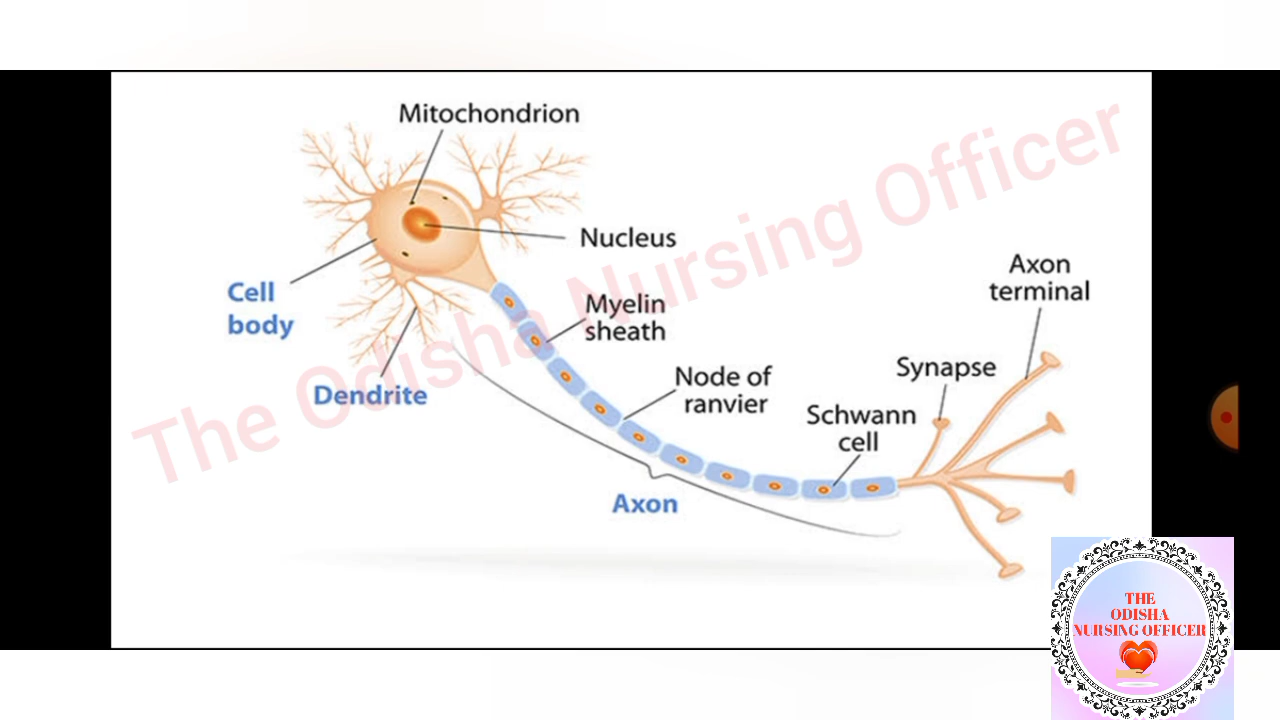 Mitochondrion
The Odisha Nursing Officer
Nucleus
Cell
body
Myelin
sheath
Axon
terminal
Dendrite
Node of
ranvier
Synapse
Schwann
cell
Axon
THE
ODISHA
NURSING OFFICER